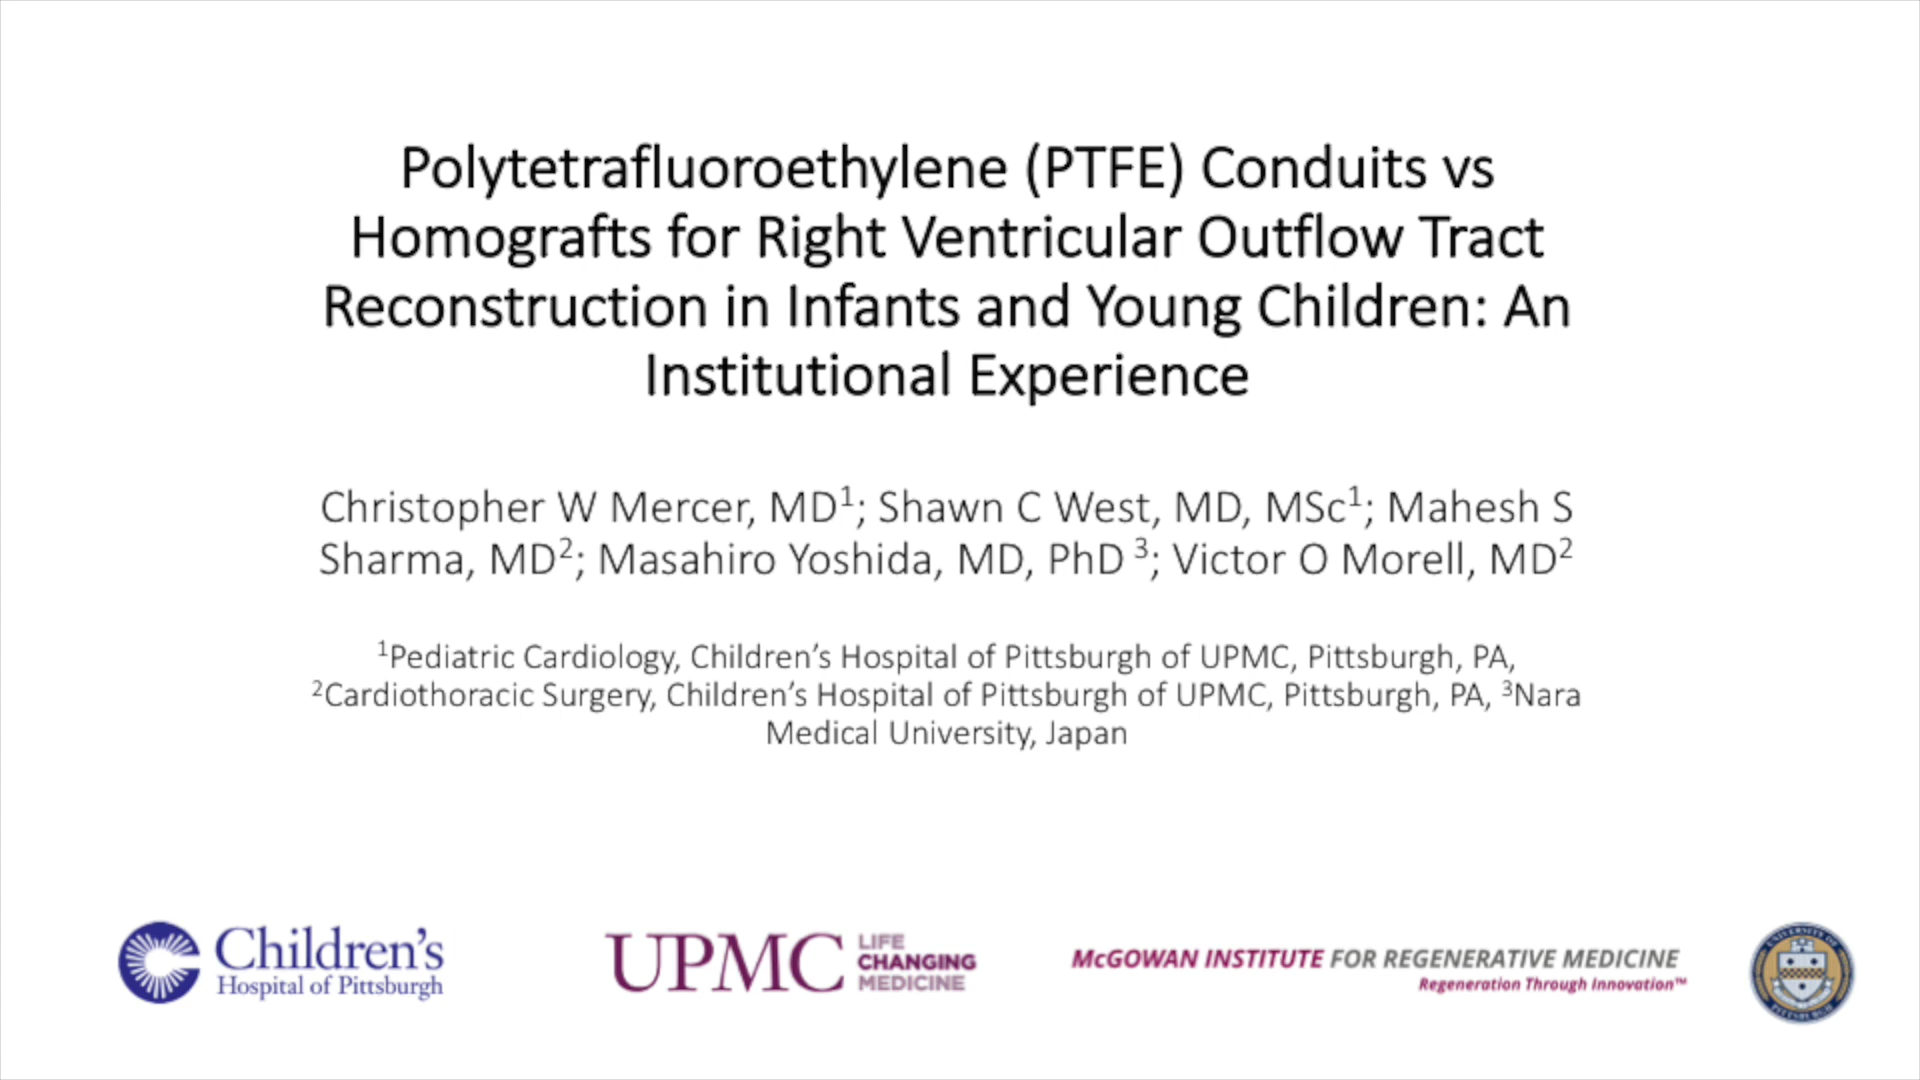 Polytetrafluoroethylene (PTFE) Conduits vs
Homografts for Right Ventricular Outflow Tract
Reconstruction in Infants and Young Children: An
Institutional Experience
Christopher W Mercer, MD¹; Shawn C West, MD, MSc¹; Mahesh S
Sharma, MD²; Masahiro Yoshida, MD, PhD ³; Victor O Morell, MD²
¹Pediatric Cardiology, Children’s Hospital of Pittsburgh of UPMC, Pittsburgh, PA,
²Cardiothoracic Surgery, Children’s Hospital of Pittsburgh of UPMC, Pittsburgh, PA, ³Nara
Medical University, Japan
Children’s
Hospital of Pittsburgh
UPMC
LIFE
CHANGING
MEDICINE
McGOWAN INSTITUTE FOR REGENERATIVE MEDICINE
Regeneration Through Innovation™
UNIVERSITY OF
PITTSBURGH